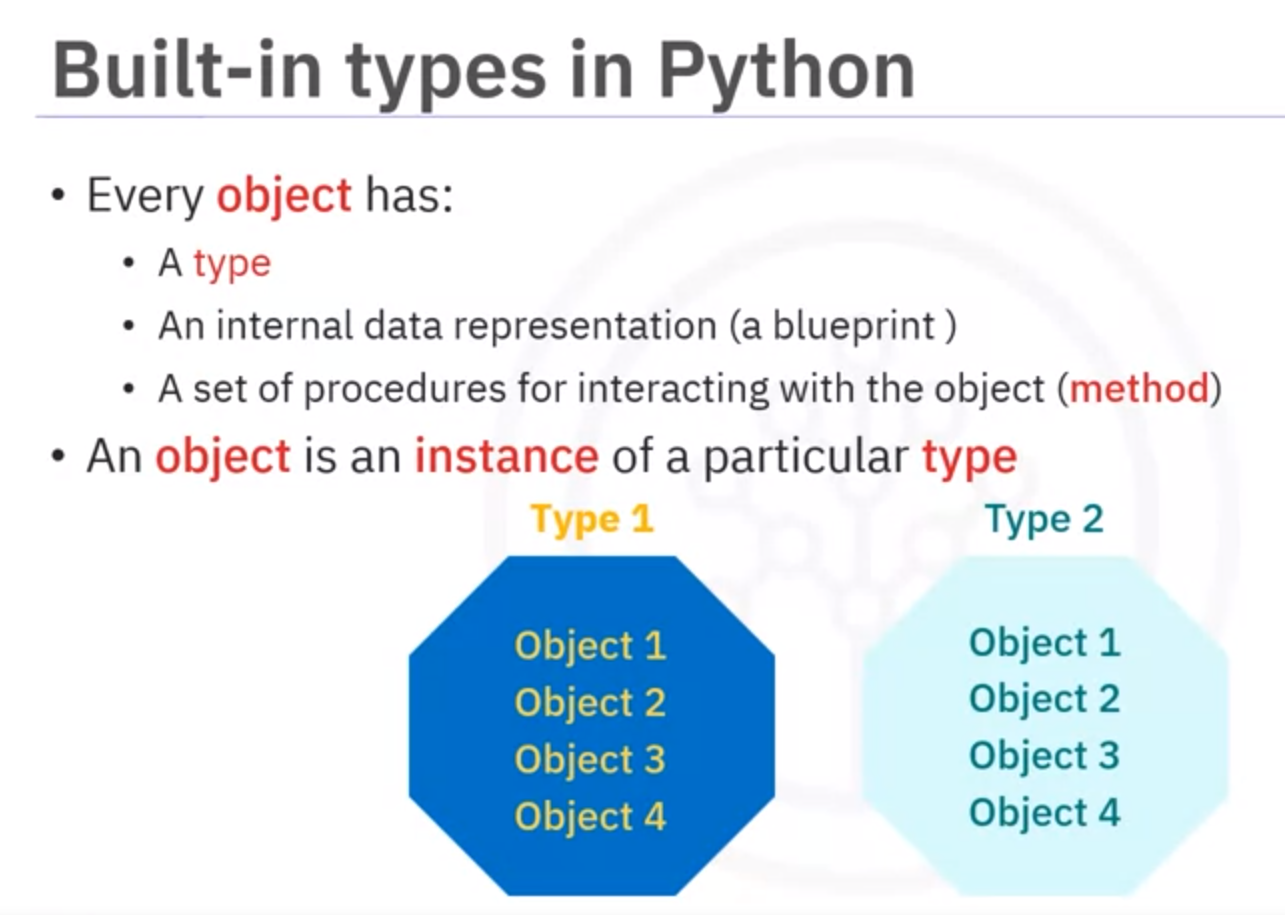 Built-in types in Python
• Every object has:
• A type
• An internal data representation (a blueprint )
• A set of procedures for interacting with the object (method)
• An object is an instance of a particular type
Type 1
Object 1
Object 2
Object 3
Object 4
Type 2
Object 1
Object 2
Object 3
Object 4